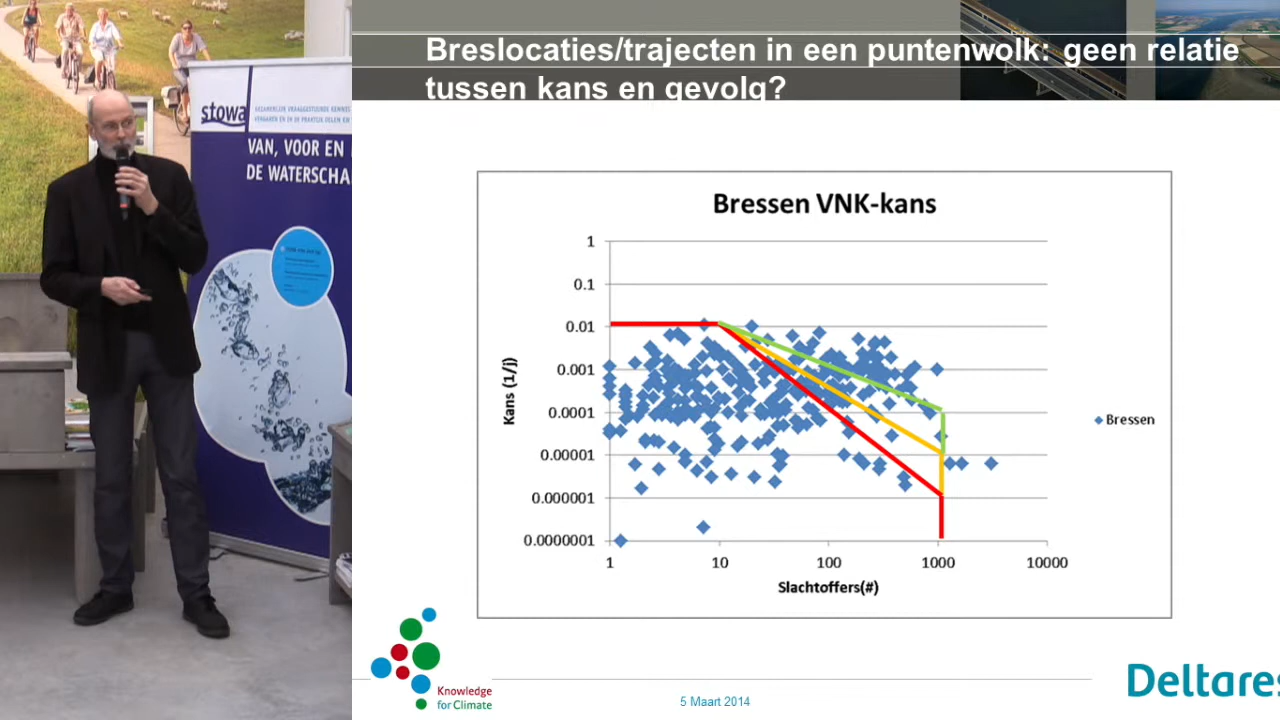 Breslocaties/trajecten in een puntenwolk: geen relatie
tussen kans en gevolg?
stowa
VAN, VOOR EN
DE WATERSCHA
Bressen VNK-kans
1
0.1
0.01
0.001
0.0001
0.00001
0.000001
0.0000001
Kans (1/j)
1
10
100
1000
10000
Slachtoffers(#)
Bressen
Knowledge
for Climate
5 Maart 2014
Deltares